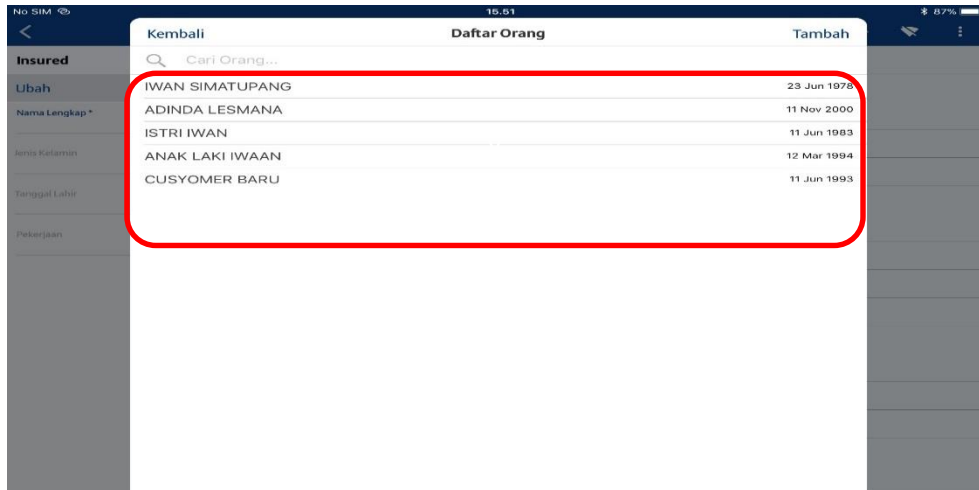 No SIM 15.51 87%
Kembali Daftar Orang Tambah
Insured
Cari Orang...
Ubah
IWAN SIMATUPANG 23 Jun 1978
Nama Lengkap *
ADINDA LESMANA 11 Nov 2000
ISTRI IWAN 11 Jun 1983
Jenis Kelamin
ANAK LAKI IWAAN 12 Mar 1994
CUSYOMER BARU 11 Jun 1993
Tanggal Lahir
Pekerjaan